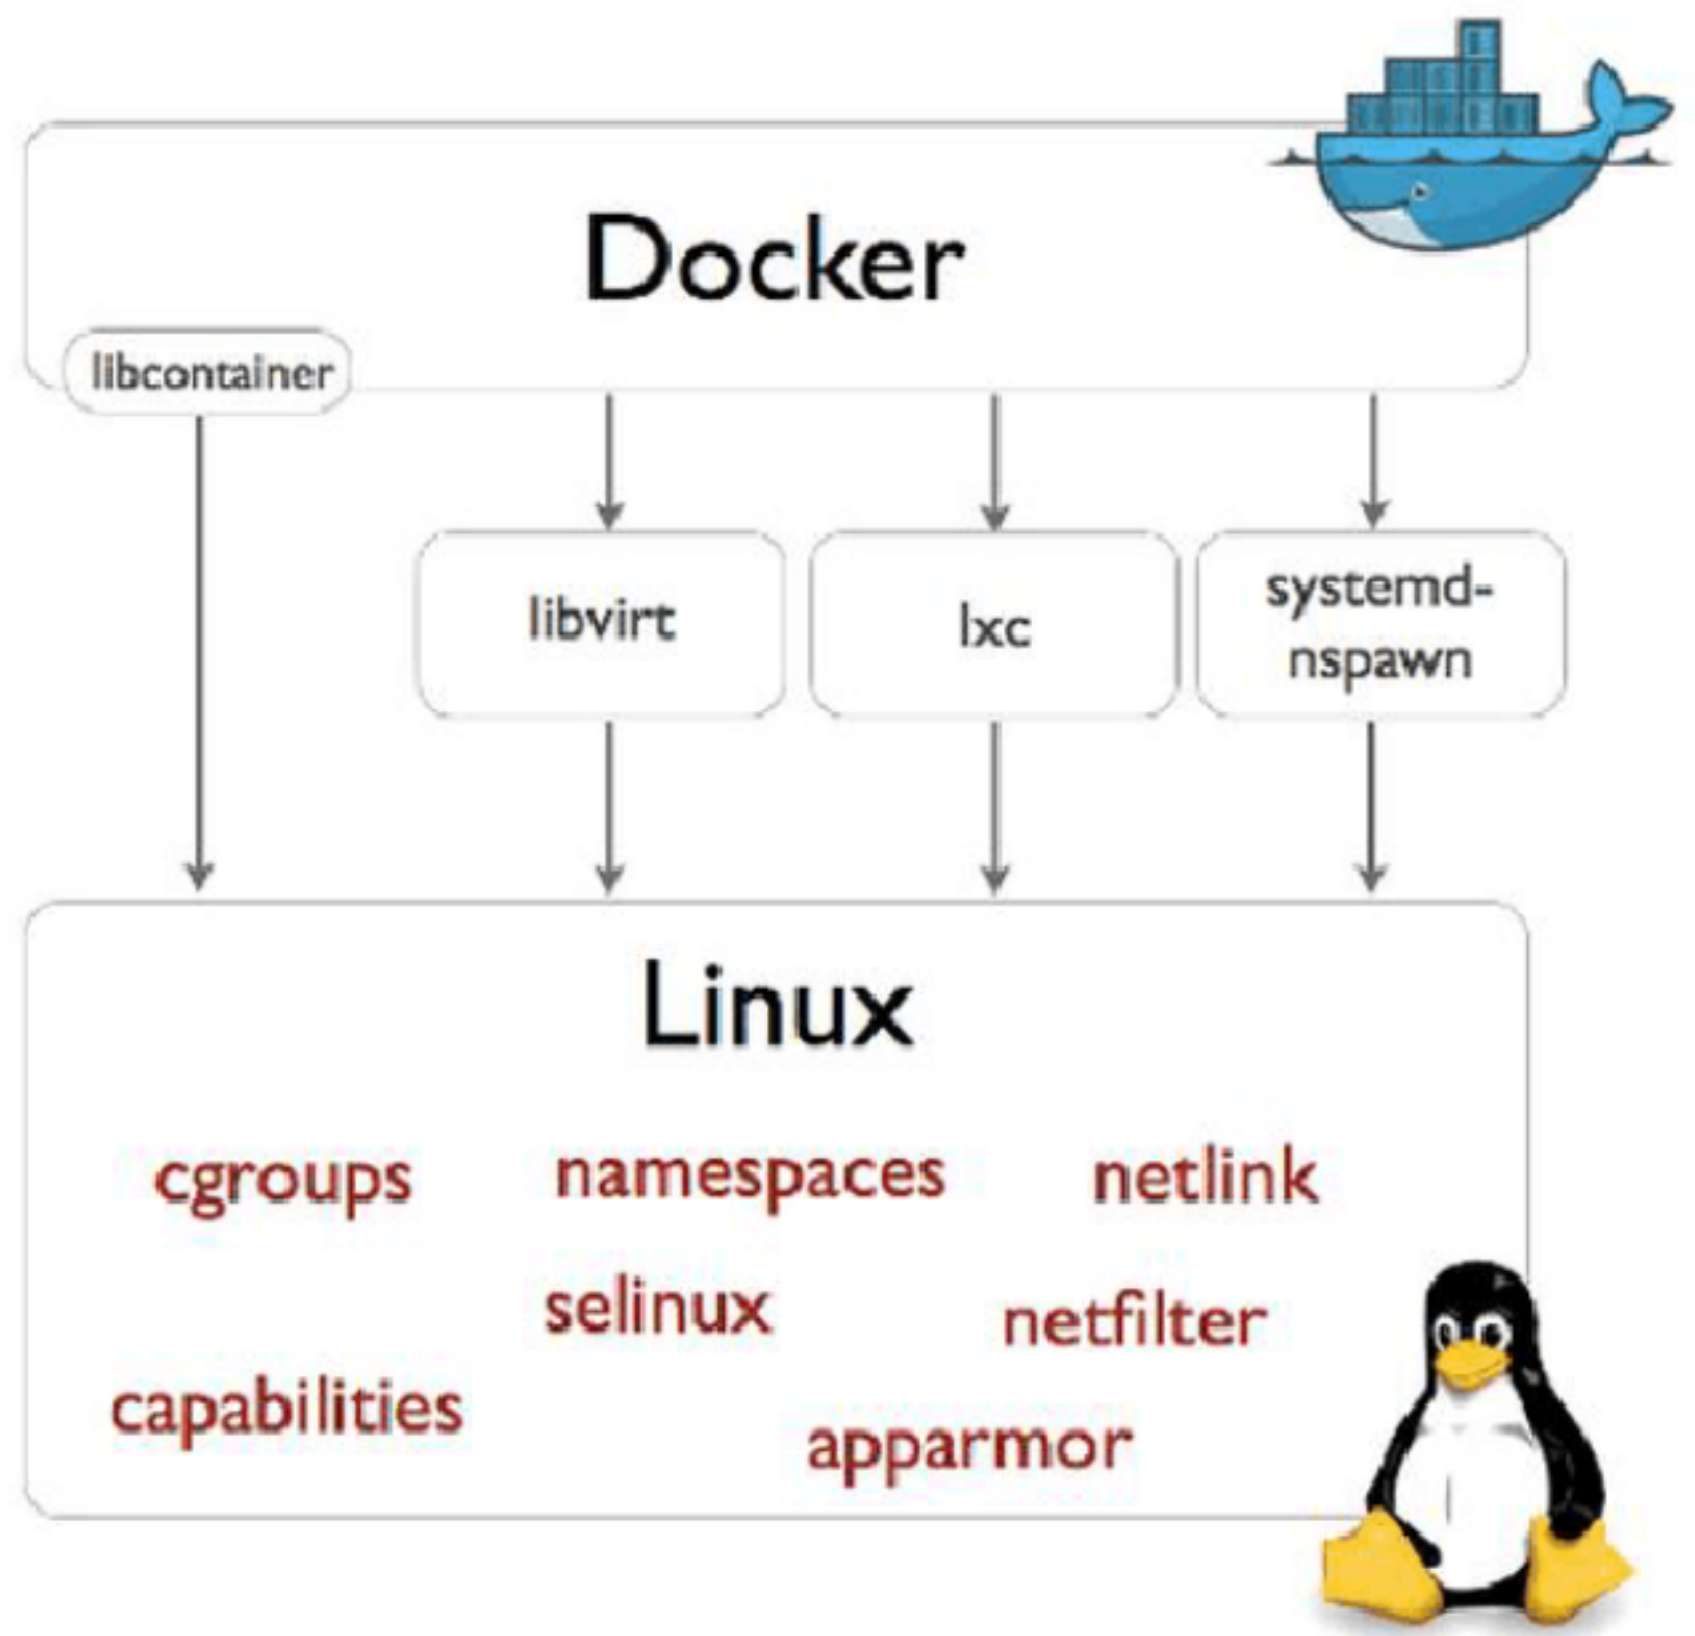 Docker
libcontainer
libvirt
lxc
systemd-
nspawn
Linux
cgroups
namespaces
netlink
selinux
netfilter
capabilities
apparmor